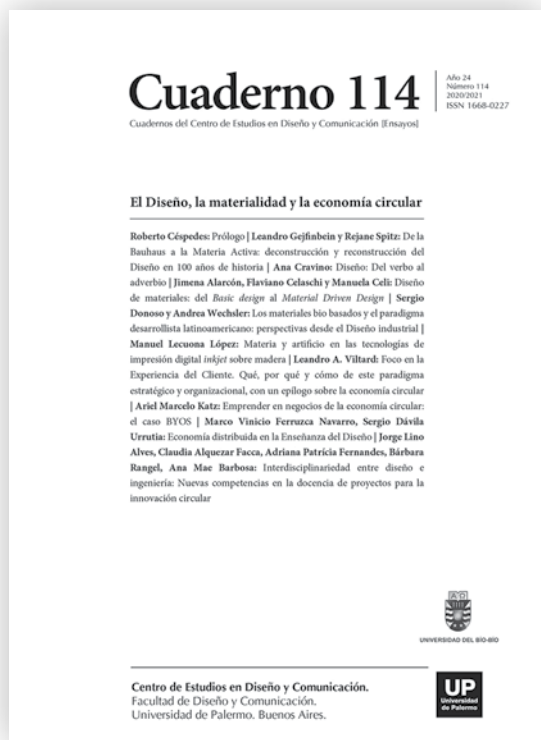 Cuaderno 114
Año 24
Número 114
2020/2021
ISSN 1668-0227
Cuadernos del Centro de Estudios en Diseño y Comunicación [Ensayos]
El Diseño, la materialidad y la economía circular
Roberto Céspedes: Prólogo | Leandro Gejfinbein y Rejane Spitz: De la
Bauhaus a la Materia Activa: deconstrucción y reconstrucción del
Diseño en 100 años de historia | Ana Cravino: Diseño: Del verbo al
adverbio | Jimena Alarcón, Flaviano Celaschi y Manuela Celi: Diseño
de materiales: del Basic design al Material Driven Design | Sergio
Donoso y Andrea Wechsler: Los materiales bio basados y el paradigma
desarrollista latinoamericano: perspectivas desde el Diseño industrial |
Manuel Lecuona López: Materia y artificio en las tecnologías de
impresión digital inkjet sobre madera | Leandro A. Viltard: Foco en la
Experiencia del Cliente. Qué, por qué y cómo de este paradigma
estratégico y organizacional, con un epílogo sobre la economía circular
| Ariel Marcelo Katz: Emprender en negocios de la economía circular:
el caso BYOS | Marco Vinicio Ferruzca Navarro, Sergio Dávila
Urrutia: Economía distribuida en la Enseñanza del Diseño | Jorge Lino
Alves, Claudia Alquezar Facca, Adriana Patrícia Fernandes, Bárbara
Rangel, Ana Mae Barbosa: Interdisciplinariedad entre diseño e
ingeniería: Nuevas competencias en la docencia de proyectos para la
innovación circular
UNIVERSIDAD DEL BÍO-BÍO
Centro de Estudios en Diseño y Comunicación.
Facultad de Diseño y Comunicación.
Universidad de Palermo. Buenos Aires.
UP
Universidad
de Palermo